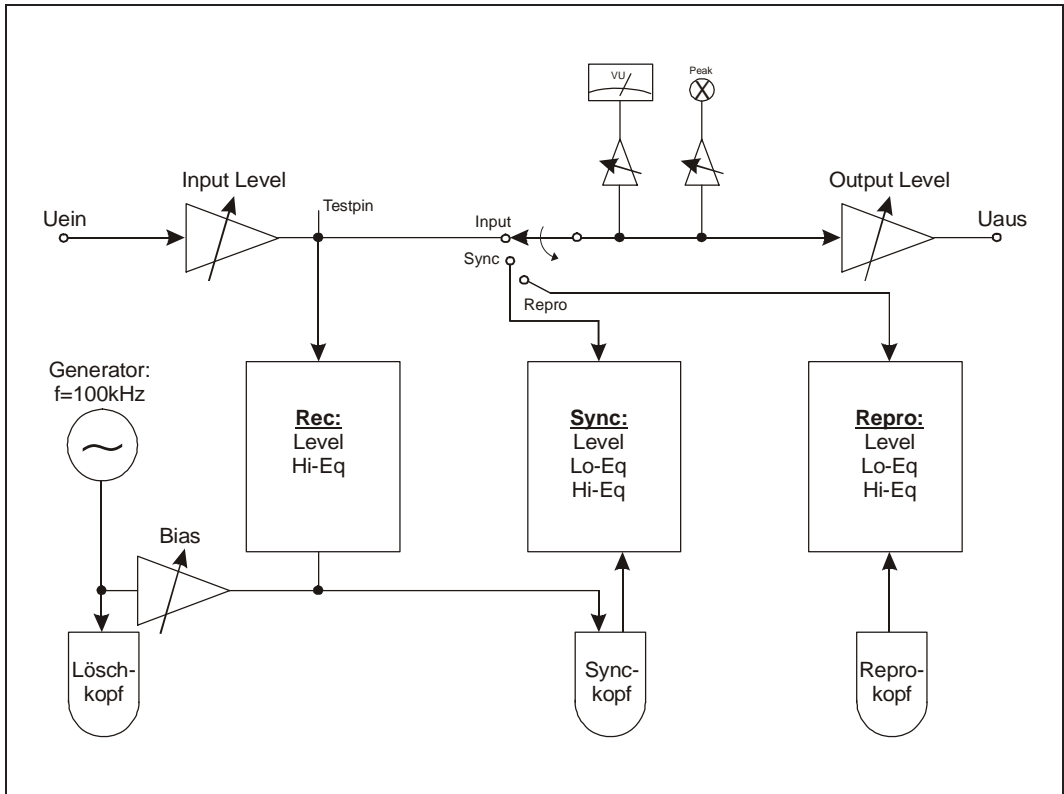 VU
Peak
Input Level
Output Level
Testpin
Uein
Input
Uaus
Sync
Repro
Generator:
f=100kHz
Rec:
Level
Hi-Eq
Sync:
Level
Lo-Eq
Hi-Eq
Repro:
Level
Lo-Eq
Hi-Eq
Bias
Lösch-
kopf
Sync-
kopf
Repro-
kopf